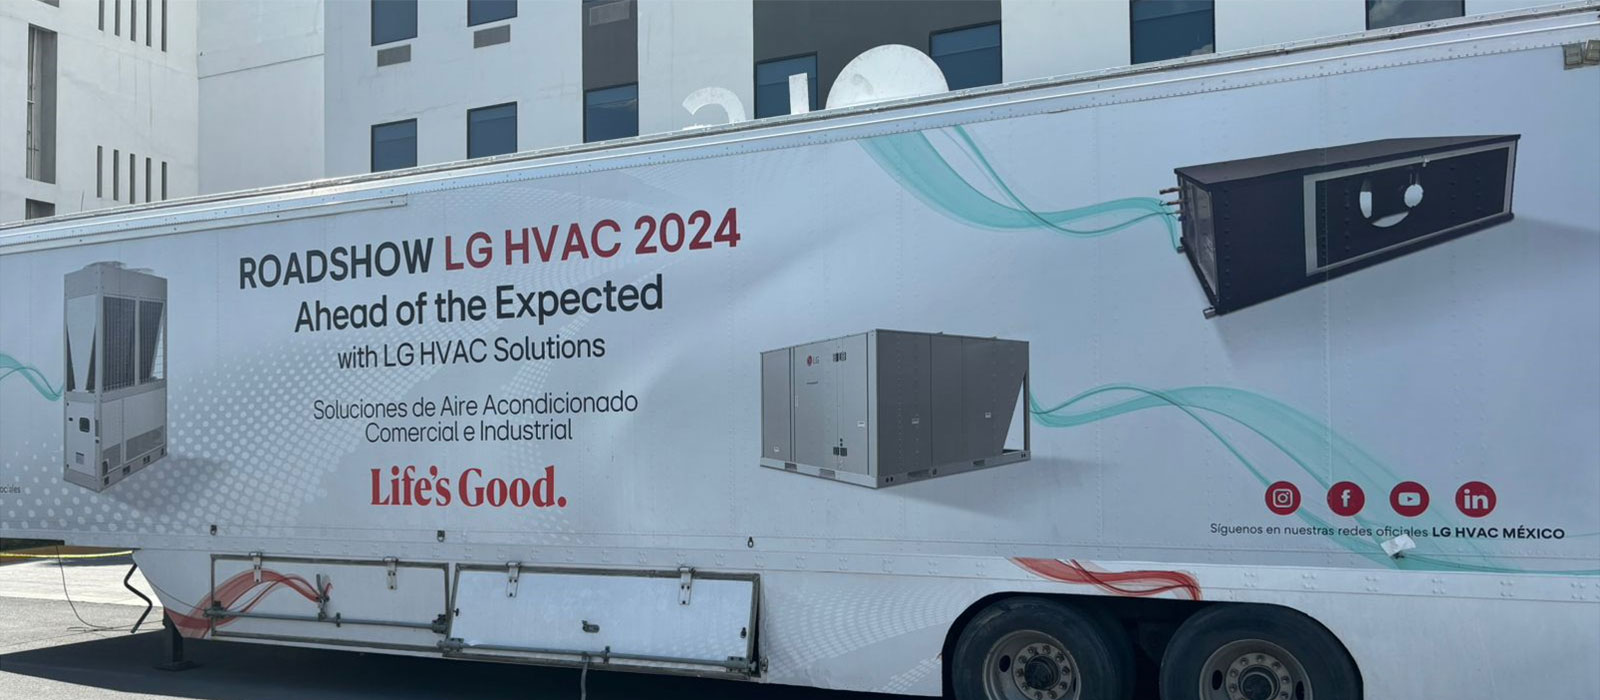 ROADSHOW LG HVAC 2024
Ahead of the Expected
with LG HVAC Solutions
Soluciones de Aire Acondicionado
Comercial e Industrial
Life's Good.
LG
Síguenos en nuestras redes oficiales LG HVAC MÉXICO